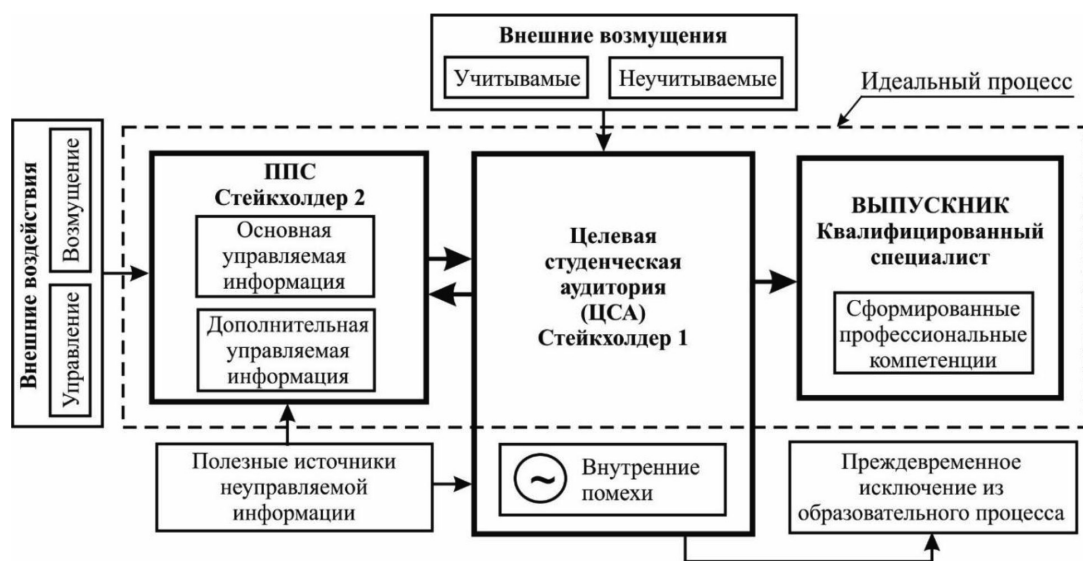 Внешние возмущения
Учитывамые
Неучитываемые
Идеальный процесс
Внешние воздействия
Возмущение
Управление
ППС
Стейкхолдер 2
Основная
управляемая
информация
Дополнительная
управляемая
информация
Целевая
студенческая
аудитория
(ЦСА)
Стейкхолдер 1
ВЫПУСКНИК
Квалифицированный
специалист
Сформированные
профессиональные
компетенции
Полезные источники
неуправляемой
информации
~
Внутренние
помехи
Преждевременное
исключение из
образовательного процесса